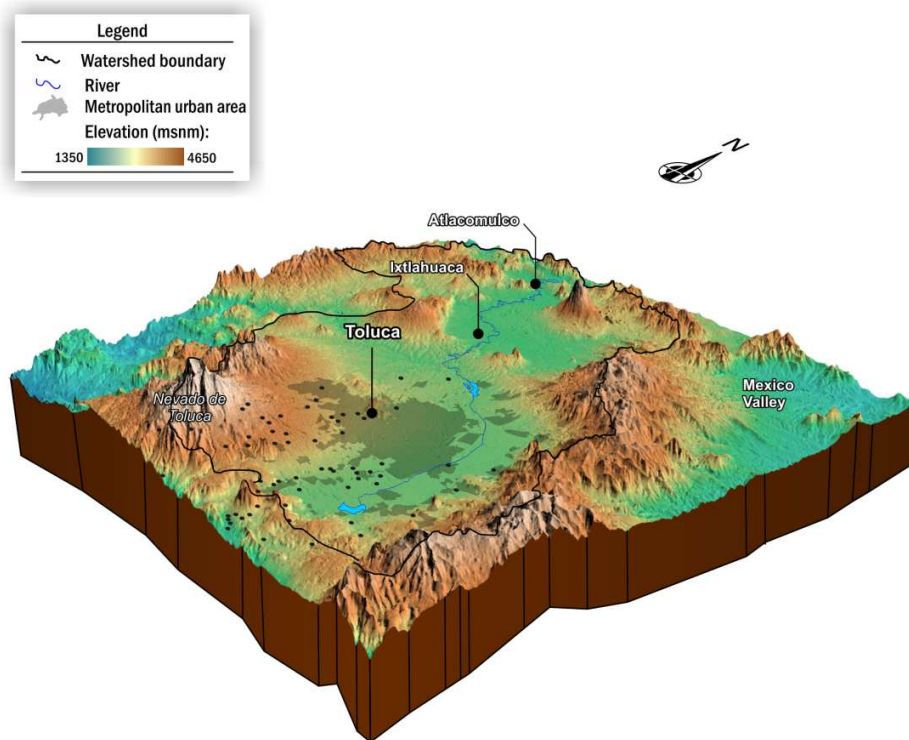 Legend
Watershed boundary
River
Metropolitan urban area
Elevation (msnm):
1350 4650
N
Atlacomulco
Ixtlahuaca
Toluca
Nevado de
Toluca
Mexico
Valley